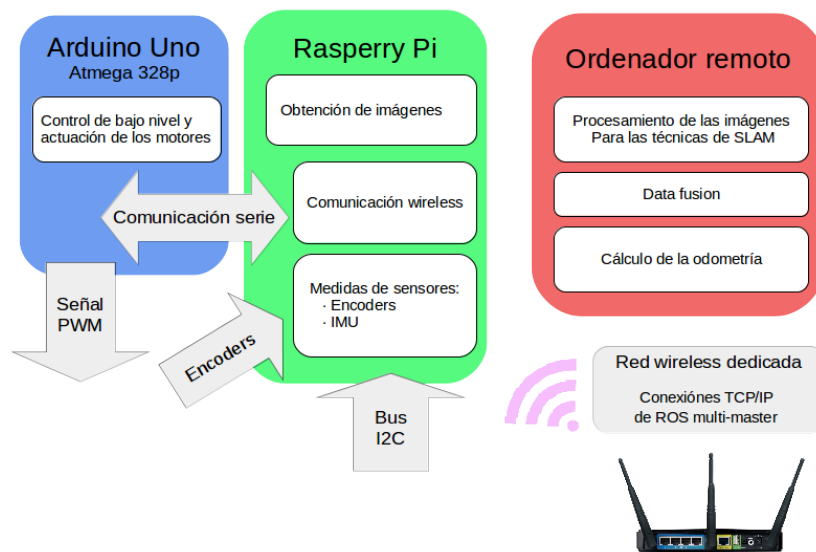 Arduino Uno
Atmega 328p
Control de bajo nivel y
actuación de los motores
Comunicación serie
Señal
PWM
Rasperry Pi
Obtención de imágenes
Comunicación wireless
Medidas de sensores:
· Encoders
· IMU
Encoders
Bus
I2C
Ordenador remoto
Procesamiento de las imágenes
Para las técnicas de SLAM
Data fusion
Cálculo de la odometría
Red wireless dedicada
Conexiónes TCP/IP
de ROS multi-master